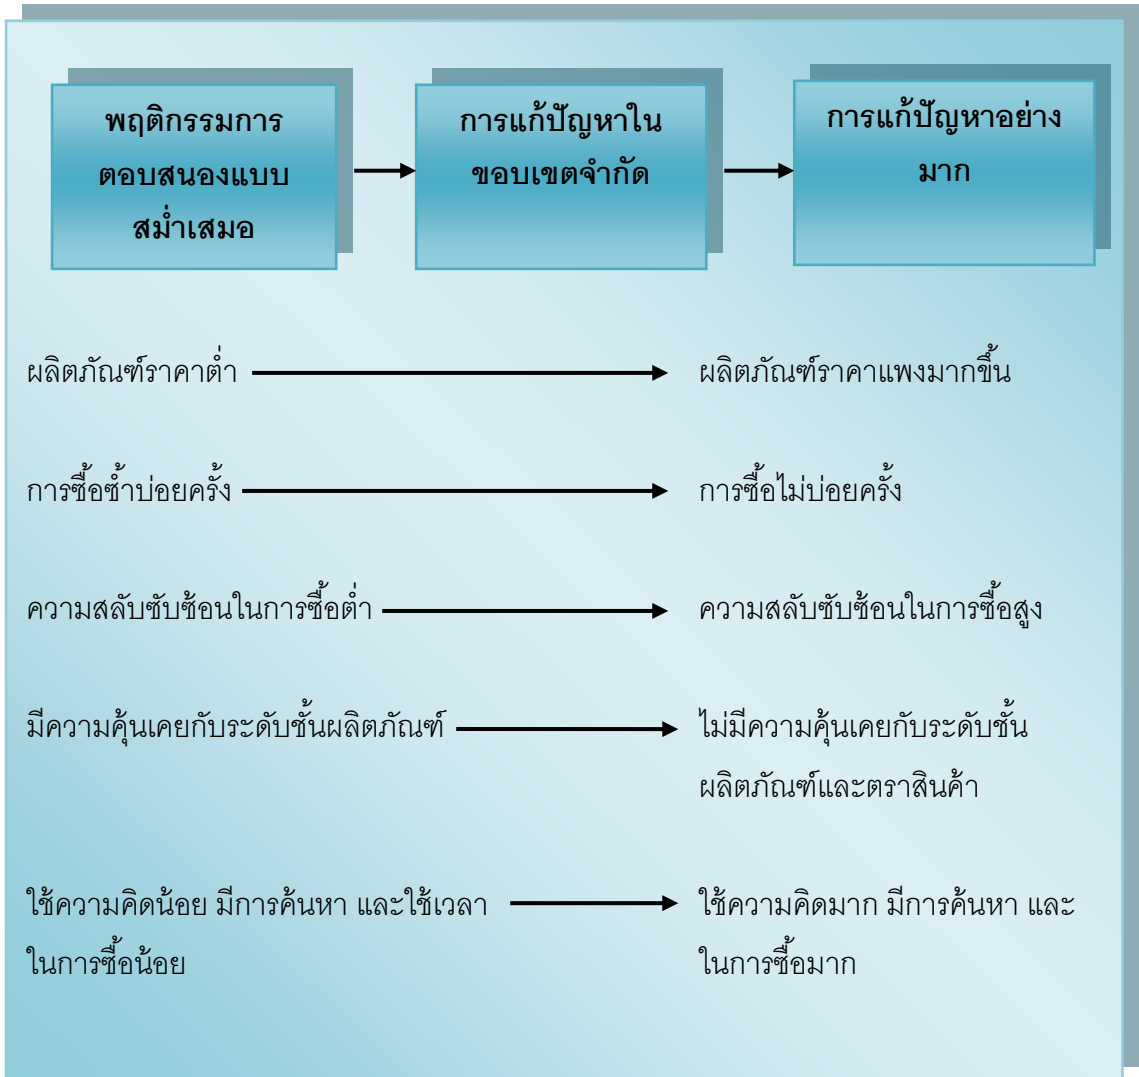 พฤติกรรมการ
ตอบสนองแบบ
สม่ำเสมอ
การแก้ปัญหาใน
ขอบเขตจำกัด
การแก้ปัญหาอย่าง
มาก
ผลิตภัณฑ์ราคาต่ำ
ผลิตภัณฑ์ราคาแพงมากขึ้น
การซื้อซ้ำบ่อยครั้ง
การซื้อไม่บ่อยครั้ง
ความสลับซับซ้อนในการซื้อต่ำ
ความสลับซับซ้อนในการซื้อสูง
มีความคุ้นเคยกับระดับชั้นผลิตภัณฑ์
ไม่มีความคุ้นเคยกับระดับชั้น
ผลิตภัณฑ์และตราสินค้า
ใช้ความคิดน้อย มีการค้นหา และใช้เวลา
ในการซื้อน้อย
ใช้ความคิดมาก มีการค้นหา และ
ในการซื้อมาก